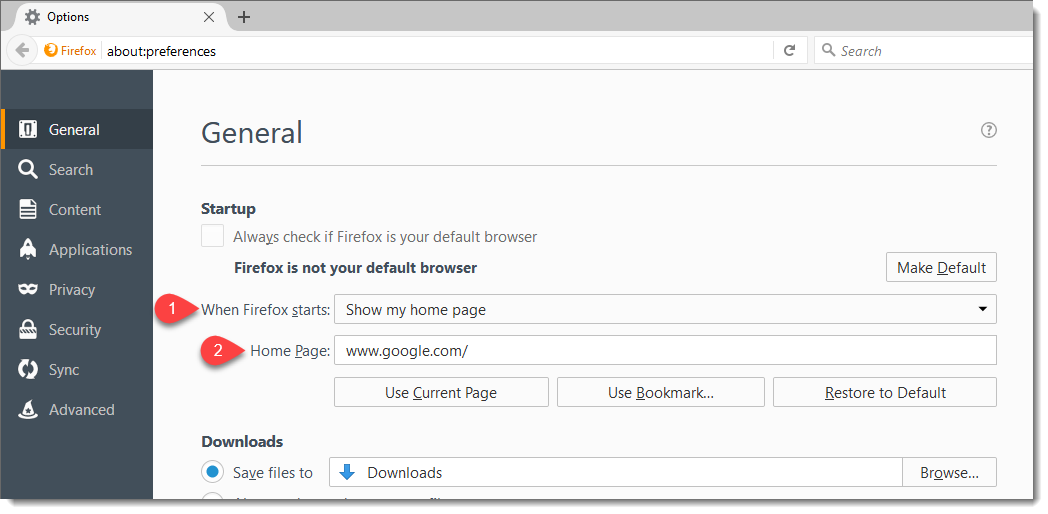 Options
Firefox about:preferences Search
General
Search
Content
Applications
Privacy
Security
Sync
Advanced
General
?
Startup
Always check if Firefox is your default browser
Firefox is not your default browser Make Default
1 When Firefox starts: Show my home page
2 Home Page: www.google.com/
Use Current Page Use Bookmark... Restore to Default
Downloads
Save files to Downloads Browse...